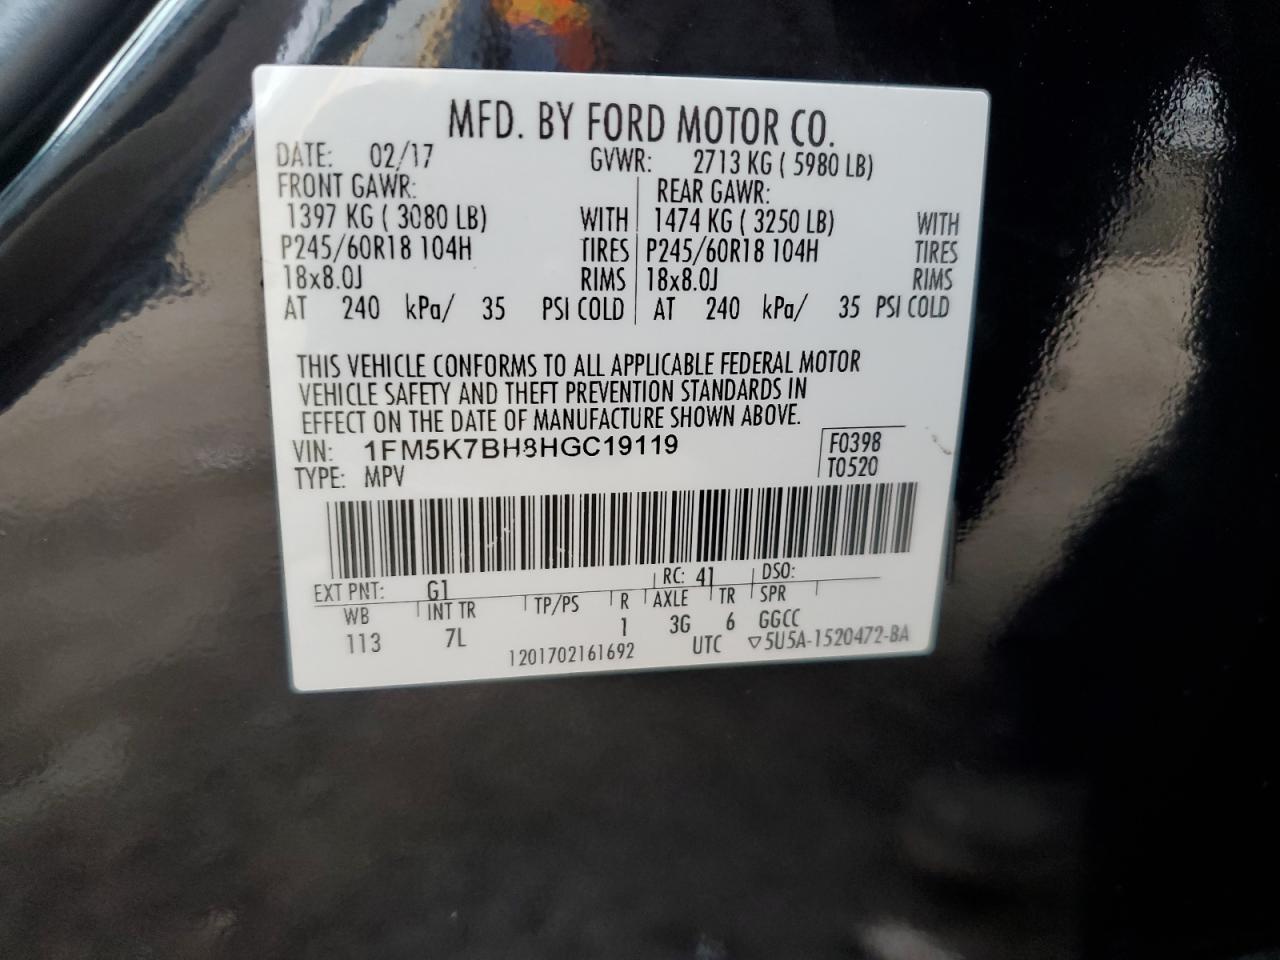 MFD. BY FORD MOTOR CO.
DATE: 02/17 GVWR: 2713 KG ( 5980 LB)
FRONT GAWR: REAR GAWR:
1397 KG ( 3080 LB) WITH 1474 KG ( 3250 LB) WITH
P245/60R18 104H TIRES P245/60R18 104H TIRES
18x8.0J RIMS 18x8.0J RIMS
AT 240 kPa/ 35 PSI COLD AT 240 kPa/ 35 PSI COLD
THIS VEHICLE CONFORMS TO ALL APPLICABLE FEDERAL MOTOR
VEHICLE SAFETY AND THEFT PREVENTION STANDARDS IN
EFFECT ON THE DATE OF MANUFACTURE SHOWN ABOVE.
VIN: 1FM5K7BH8HGC19119 F0398
TYPE: MPV T0520
EXT PNT: G1 RC: 41 DSO:
WB INT TR TP/PS R AXLE TR SPR
113 7L 1 3G 6 GGCC
1201702161692 UTC ▽5U5A-1520472-BA